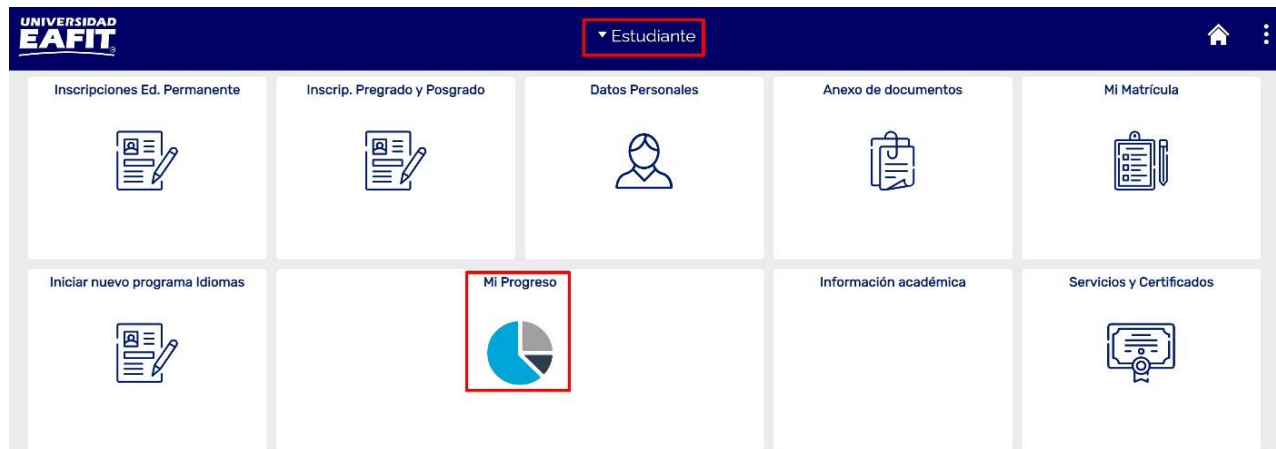 UNIVERSIDAD
EAFIT
Estudiante
Inscripciones Ed. Permanente
Inscrip. Pregrado y Posgrado
Datos Personales
Anexo de documentos
Mi Matrícula
Iniciar nuevo programa Idiomas
Mi Progreso
Información académica
Servicios y Certificados